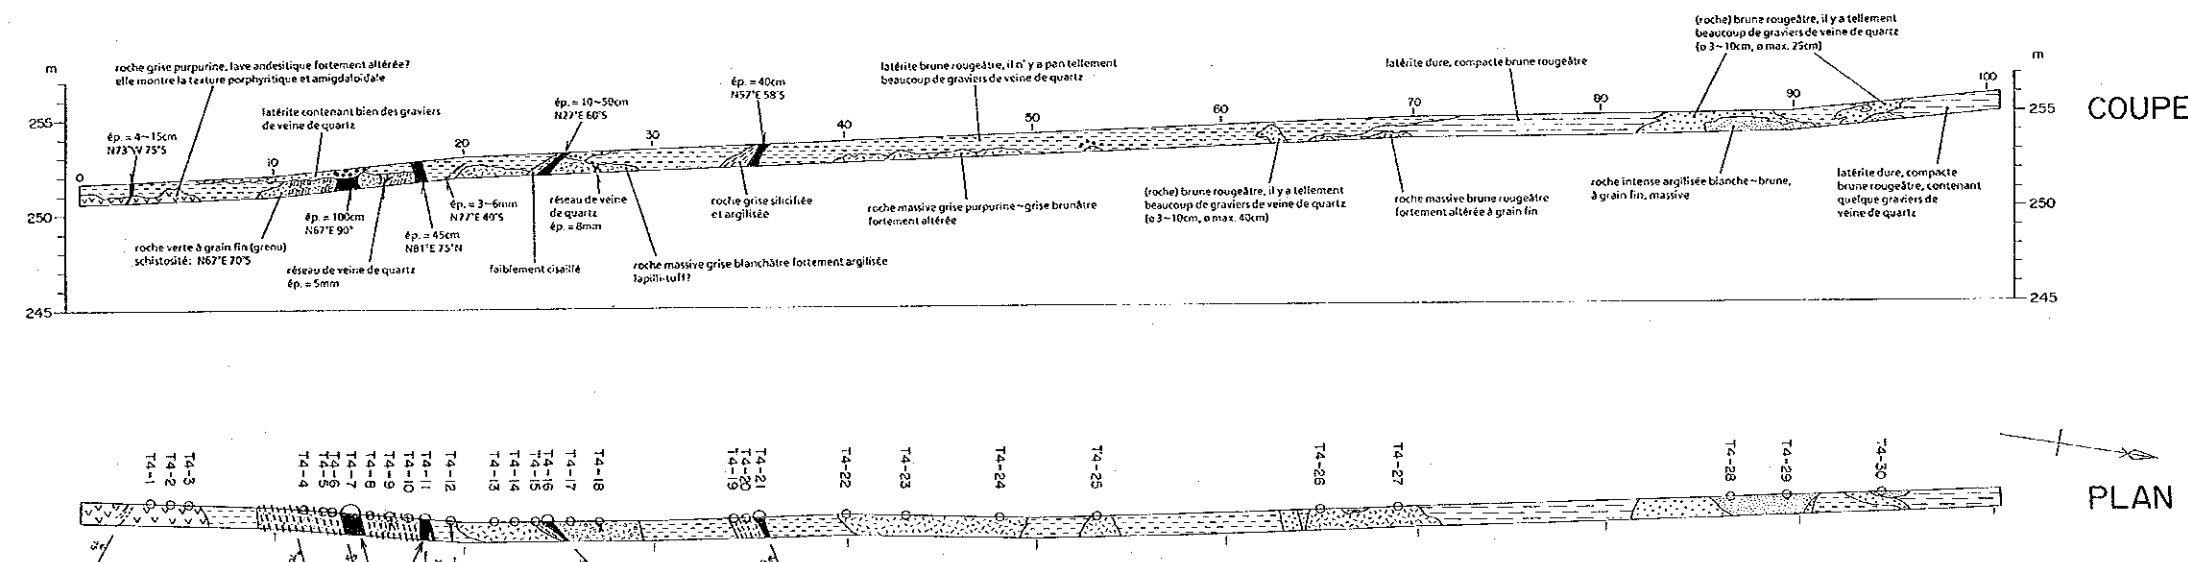 (roche) brune rougeâtre, il y a tellement
beaucoup de graviers de veine de quartz
(ø 3~10cm, ø max. 25cm)
m
roche grise purpurine, lave andesitique fortement altérée?
elle montre la texture porphyritique et amigdaloïdale
ép. = 40cm
N57°E 58°S
latérite brune rougeâtre, il n' y a pan tellement
beaucoup de graviers de veine de quartz
latérite dure, compacte brune rougeâtre
m
latérite contenant bien des graviers
de veine de quartz
ép. = 10~50cm
N27°E 60°S
255
ép. = 4~15cm
N73°W 75°S
0
10
20
30
40
50
60
70
80
90
100
255
COUPE
250
ép. = 100cm
N67°E 90°
ép. = 45cm
N81°E 75°N
ép. = 3~6mm
N77°E 40°S
réseau de veine
de quartz
ép. = 8mm
roche grise silicifiée
et argilisée
roche massive grise purpurine~grise brunâtre
fortement altérée
(roche) brune rougeâtre, il y a tellement
beaucoup de graviers de veine de quartz
(ø 3~10cm, ø max. 40cm)
roche massive brune rougeâtre
fortement altérée à grain fin
roche intense argilisée blanche~brune,
à grain fin, massive
latérite dure, compacte
brune rougeâtre, contenant
quelque graviers de
veine de quartz
250
roche verte à grain fin (grenu)
schistosité: N67°E 70°S
réseau de veine de quartz
ép. = 5mm
faiblement cisaillé
roche massive grise blanchâtre fortement argilisée
lapilli-tuff?
245
245
T4-1
T4-2
T4-3
T4-4
T4-5
T4-6
T4-7
T4-8
T4-9
T4-10
T4-11
T4-12
T4-13
T4-14
T4-15
T4-16
T4-17
T4-18
T4-19
T4-20
T4-21
T4-22
T4-23
T4-24
T4-25
T4-26
T4-27
T4-28
T4-29
T4-30
PLAN